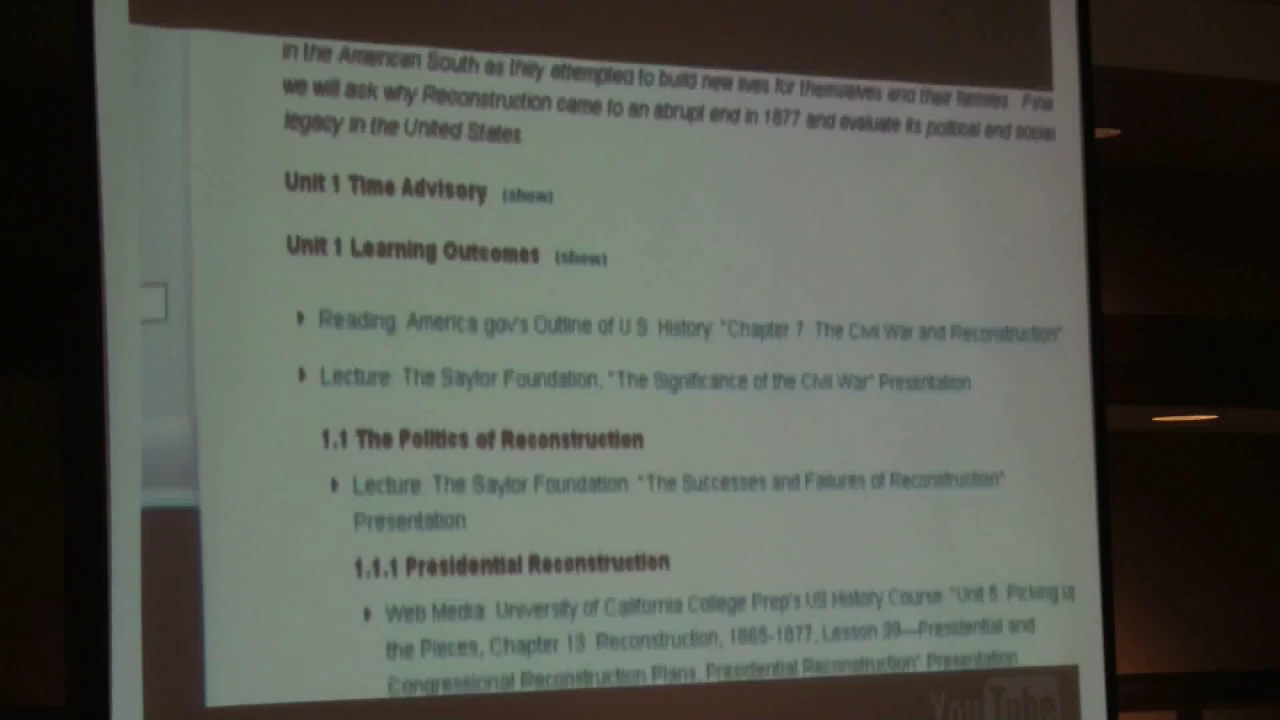 in the American South as they attempted to build new lives for themselves and their families. Fina
we will ask why Reconstruction came to an abrupt end in 1877 and evaluate its political and social
legacy in the United States.
Unit 1 Time Advisory (show)
Unit 1 Learning Outcomes (show)
Reading: America.gov's Outline of U.S. History: "Chapter 7: The Civil War and Reconstruction"
Lecture: The Saylor Foundation, "The Significance of the Civil War" Presentation
1.1 The Politics of Reconstruction
Lecture: The Saylor Foundation: "The Successes and Failures of Reconstruction"
Presentation
1.1.1 Presidential Reconstruction
Web Media: University of California College Prep's US History Course: "Unit 6: Picking
the Pieces, Chapter 13: Reconstruction, 1865-1877, Lesson 39—Presidential and
Congressional Reconstruction Plans: Presidential Reconstruction" Presentation
YouTube